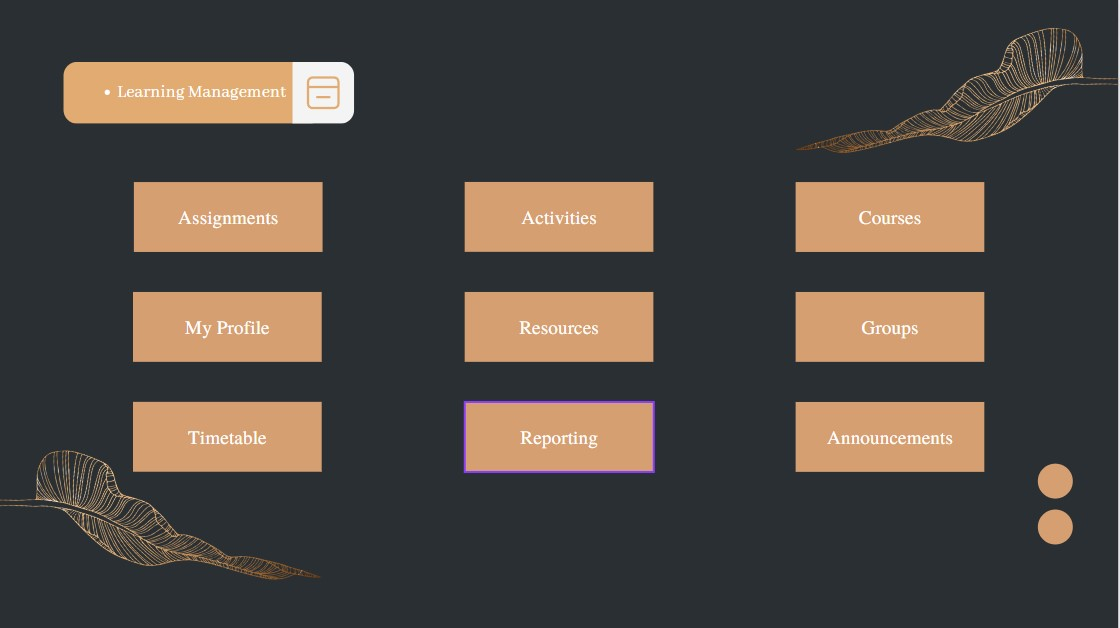 • Learning Management
Assignments
Activities
Courses
My Profile
Resources
Groups
Timetable
Reporting
Announcements